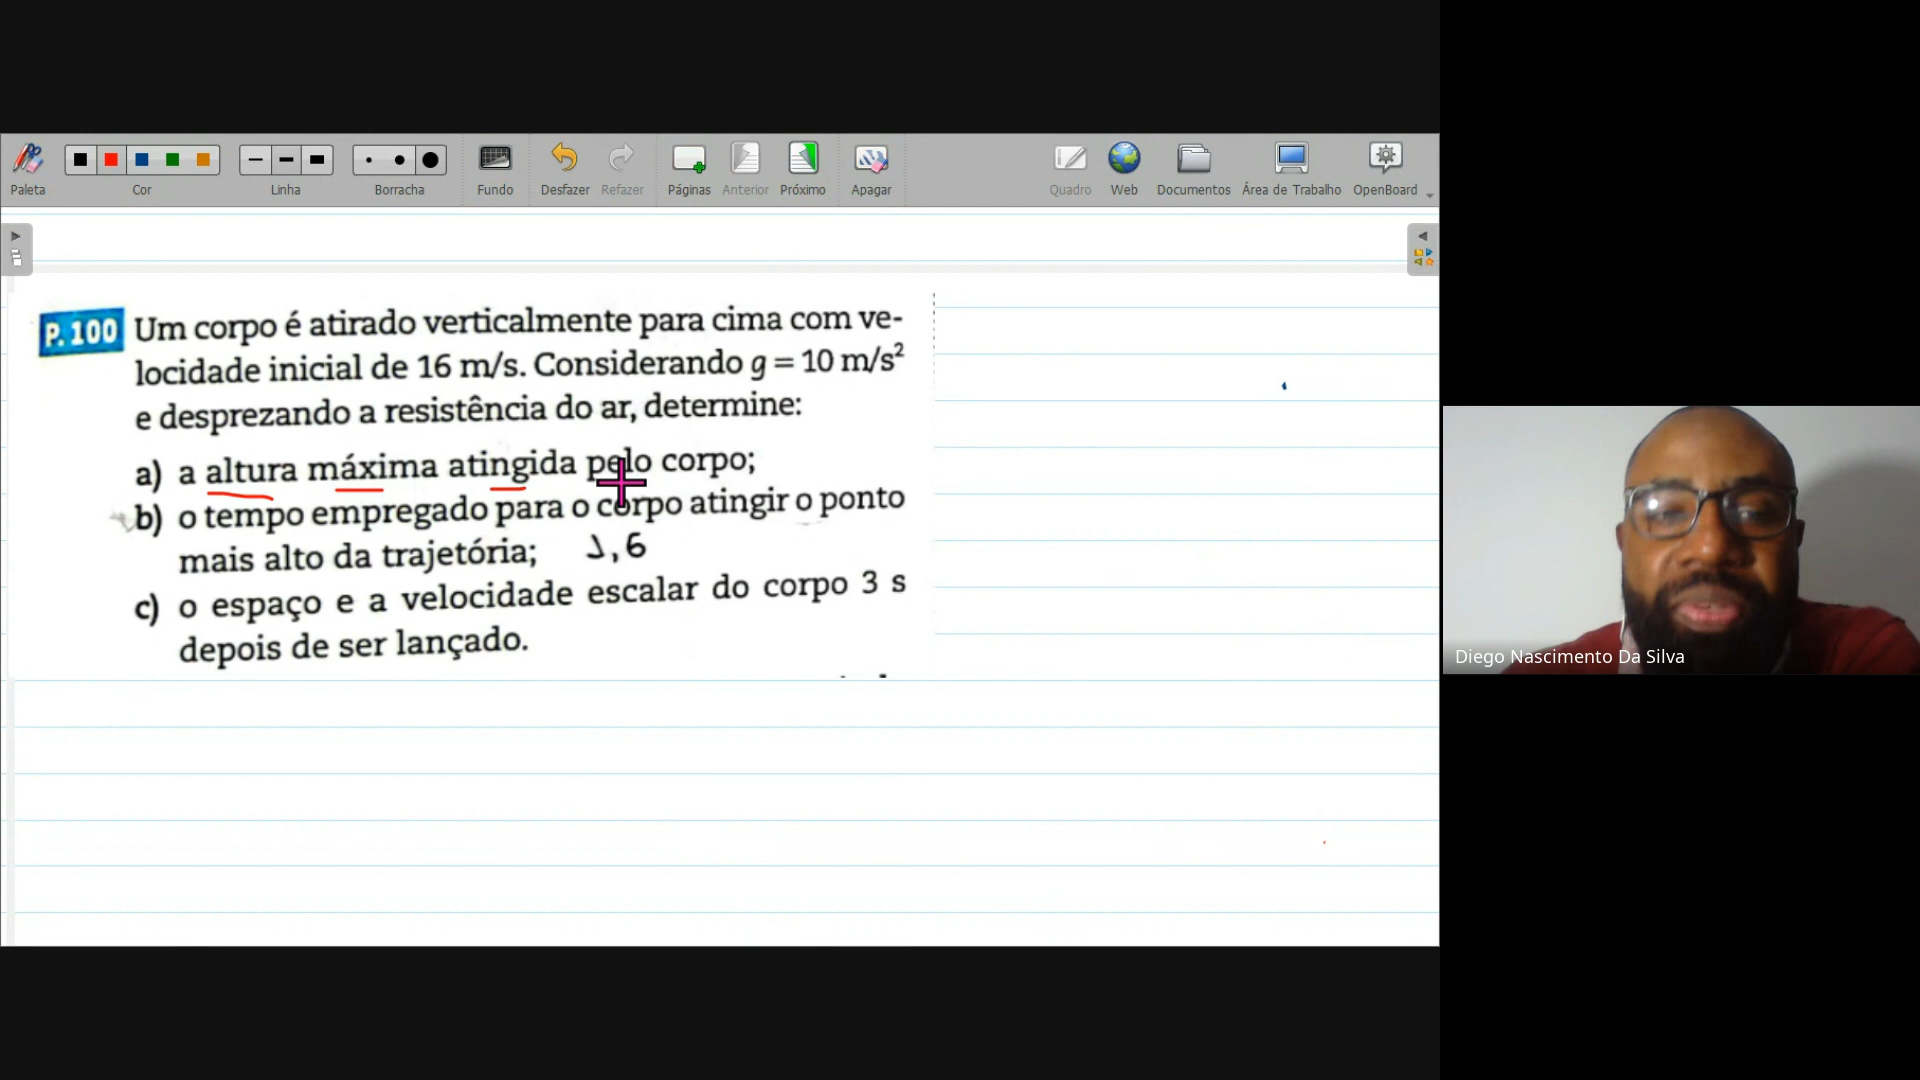 Paleta
Cor
Linha
Borracha
Fundo
Desfazer
Refazer
Páginas
Anterior
Próximo
Apagar
Quadro
Web
Documentos
Área de Trabalho
OpenBoard
P.100 Um corpo é atirado verticalmente para cima com ve-
locidade inicial de 16 m/s. Considerando g = 10 m/s²
e desprezando a resistência do ar, determine:
a) a altura máxima atingida pelo corpo;
b) o tempo empregado para o corpo atingir o ponto
mais alto da trajetória; 1,6
c) o espaço e a velocidade escalar do corpo 3 s
depois de ser lançado.
Diego Nascimento Da Silva